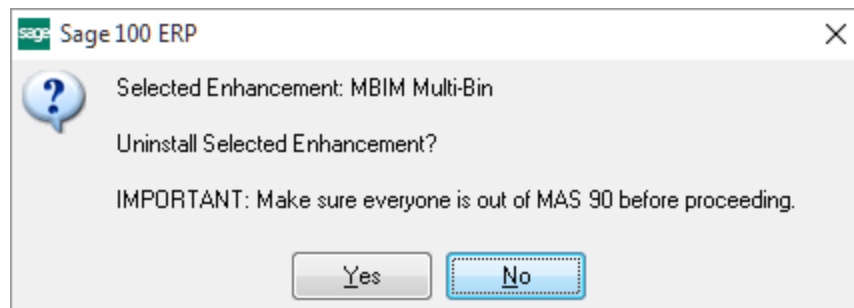 sage Sage 100 ERP
Selected Enhancement: MBIM Multi-Bin
Uninstall Selected Enhancement?
IMPORTANT: Make sure everyone is out of MAS 90 before proceeding.
Yes No